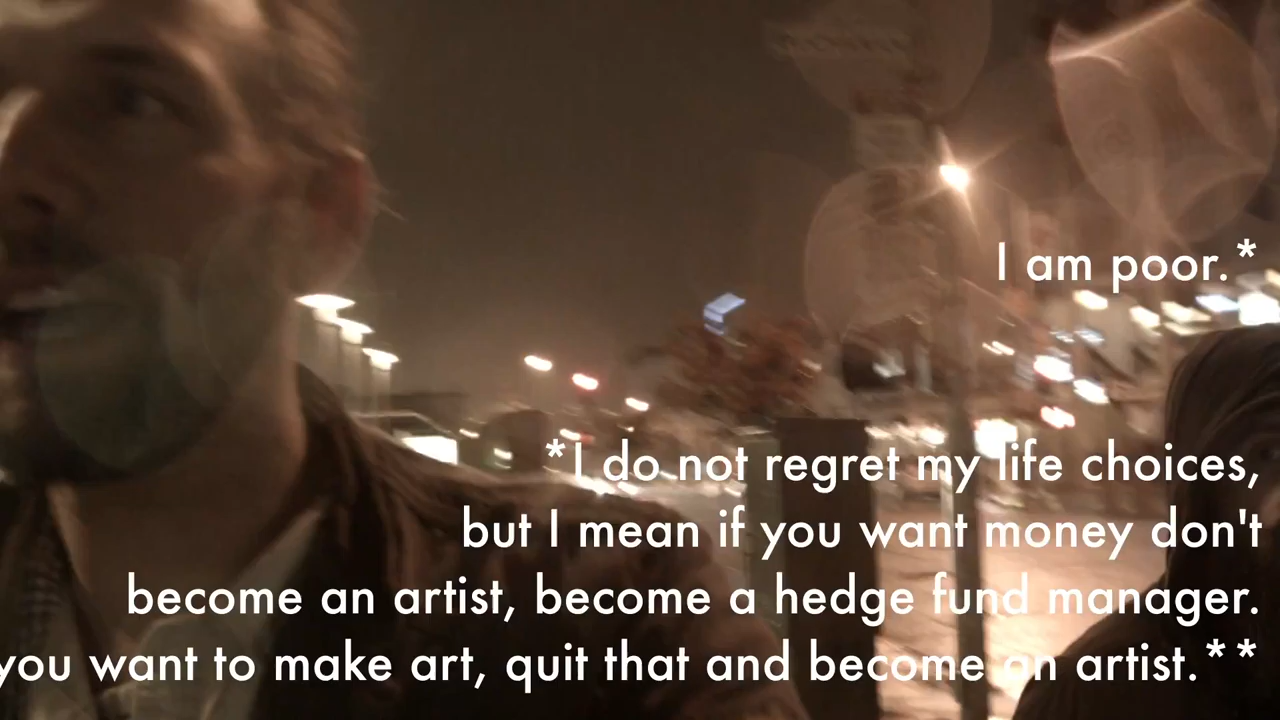 I am poor.*
*I do not regret my life choices,
but I mean if you want money don't
become an artist, become a hedge fund manager.
you want to make art, quit that and become an artist.**